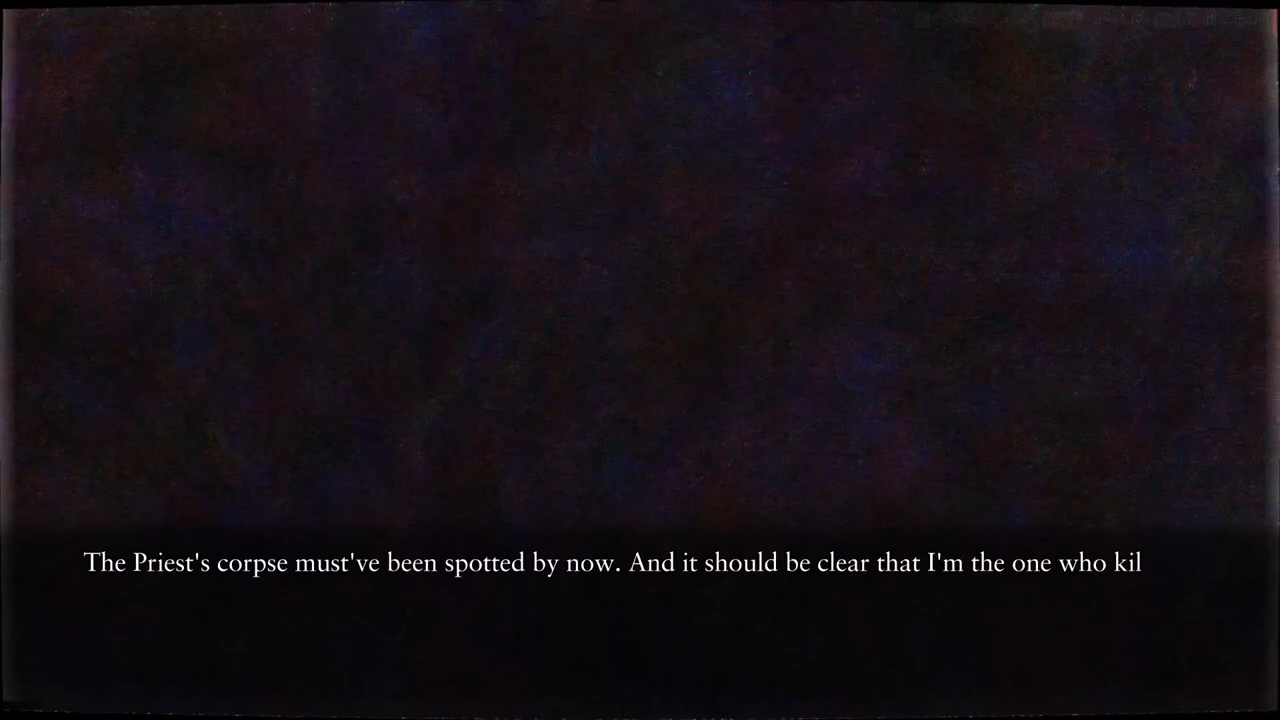 The Priest's corpse must've been spotted by now. And it should be clear that I'm the one who kil